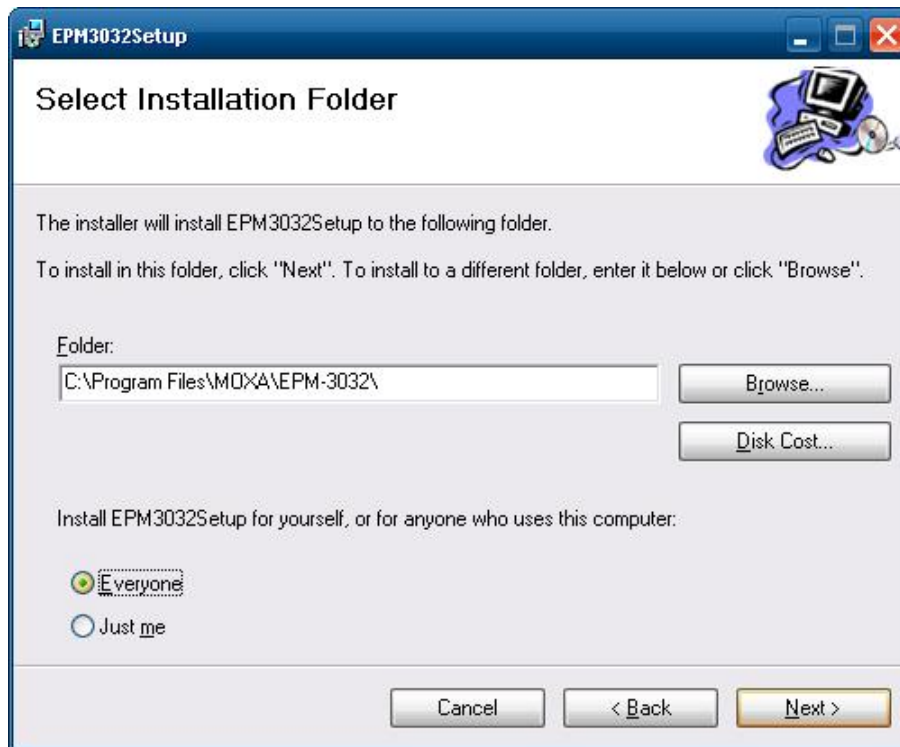 EPM3032Setup
Select Installation Folder
The installer will install EPM3032Setup to the following folder.
To install in this folder, click "Next". To install to a different folder, enter it below or click "Browse".
Folder:
C:\Program Files\MOXA\EPM-3032\
Browse...
Disk Cost...
Install EPM3032Setup for yourself, or for anyone who uses this computer:
Everyone
Just me
Cancel
< Back
Next >